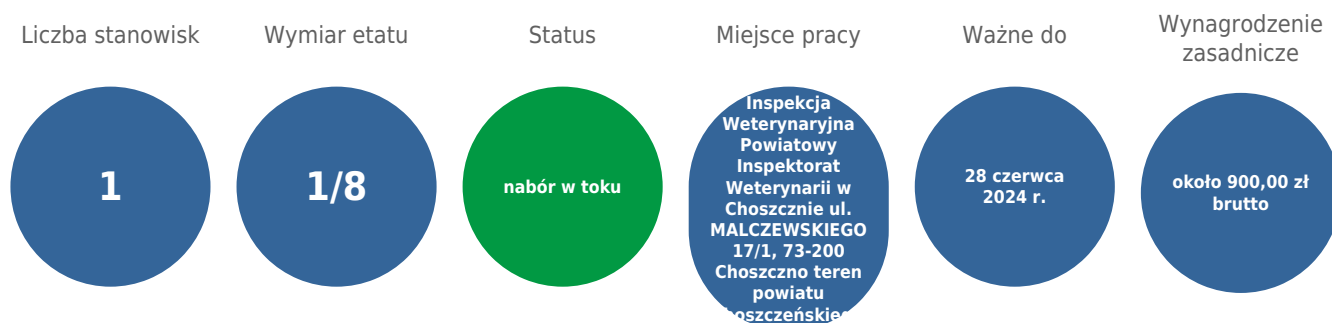 Liczba stanowisk
1
Wymiar etatu
1/8
Status
nabór w toku
Miejsce pracy
Inspekcja
Weterynaryjna
Powiatowy
Inspektorat
Weterynarii w
Choszcznie ul.
MALCZEWSKIEGO
17/1, 73-200
Choszczno teren
powiatu
Ważne do
28 czerwca
2024 r.
Wynagrodzenie
zasadnicze
około 900,00 zł
brutto